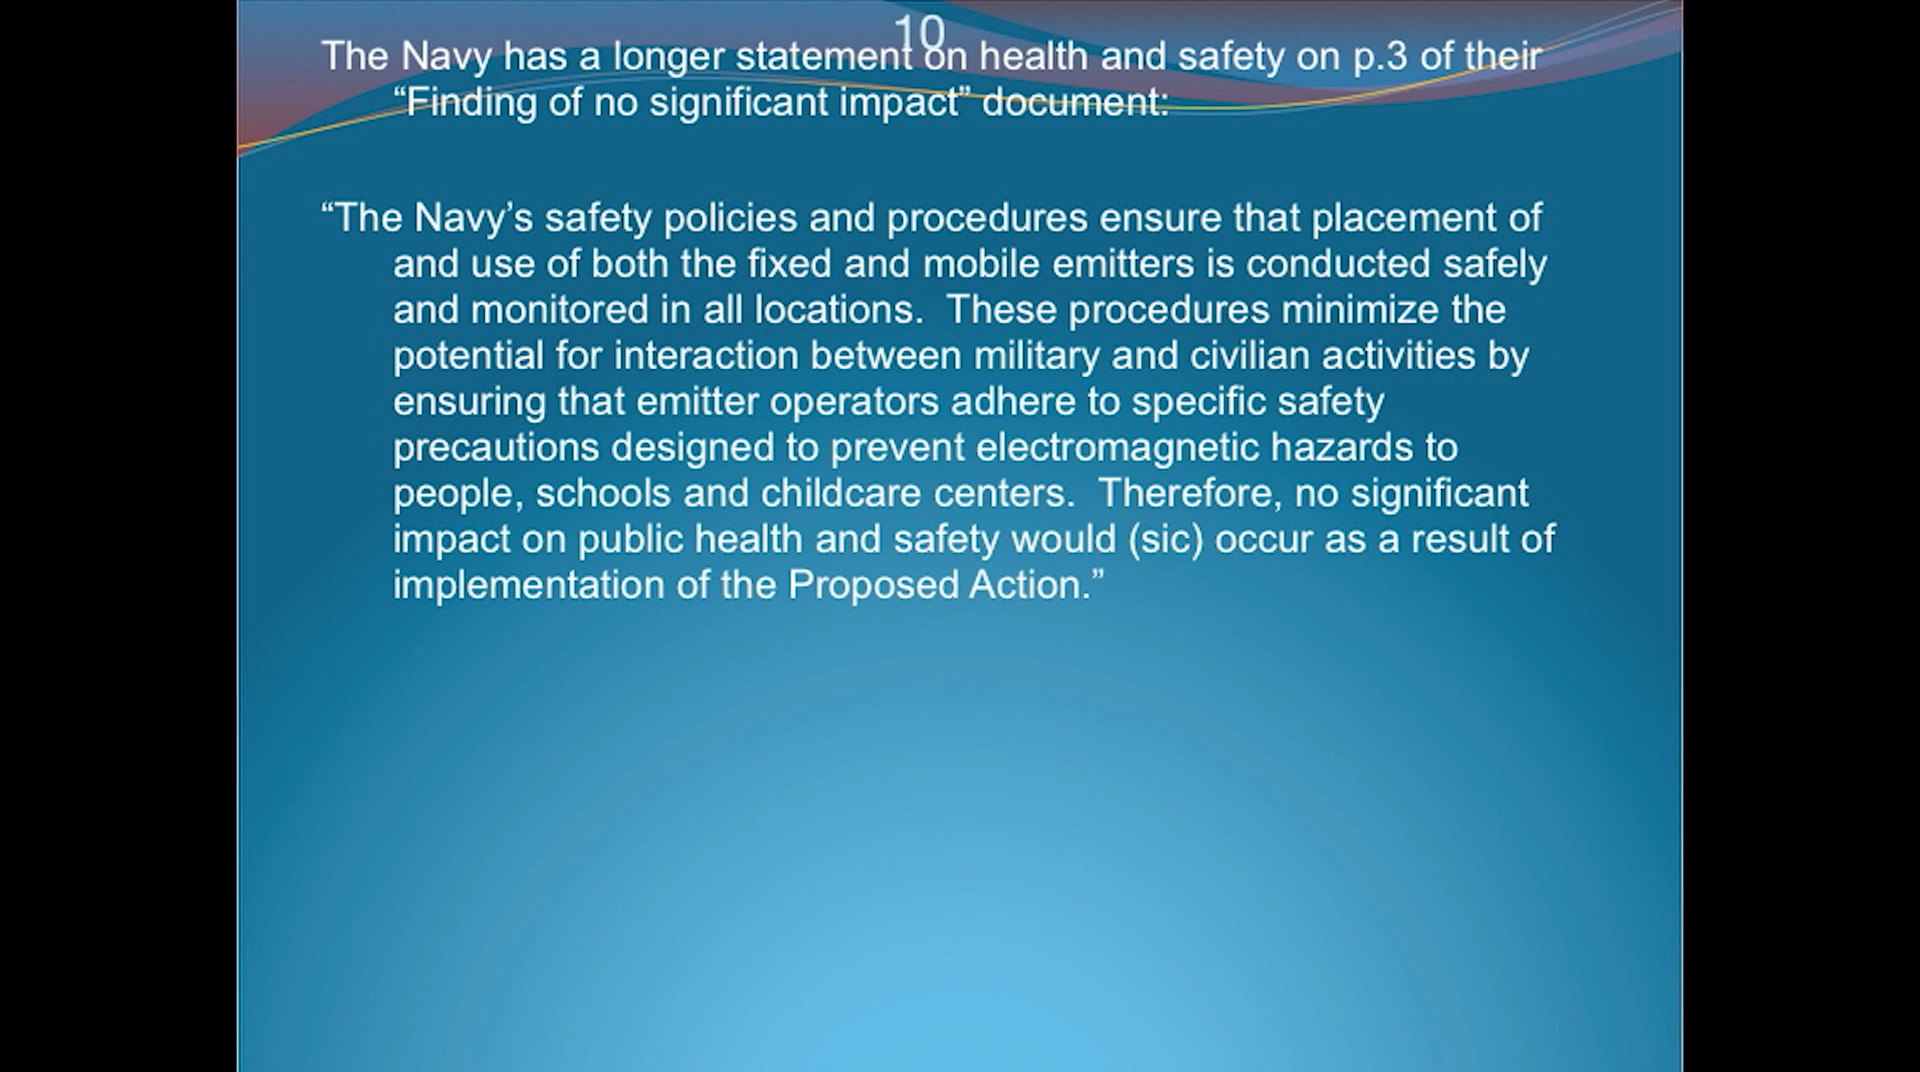 10
The Navy has a longer statement on health and safety on p.3 of their
“Finding of no significant impact” document:
“The Navy’s safety policies and procedures ensure that placement of
and use of both the fixed and mobile emitters is conducted safely
and monitored in all locations.  These procedures minimize the
potential for interaction between military and civilian activities by
ensuring that emitter operators adhere to specific safety
precautions designed to prevent electromagnetic hazards to
people, schools and childcare centers.  Therefore, no significant
impact on public health and safety would (sic) occur as a result of
implementation of the Proposed Action.”